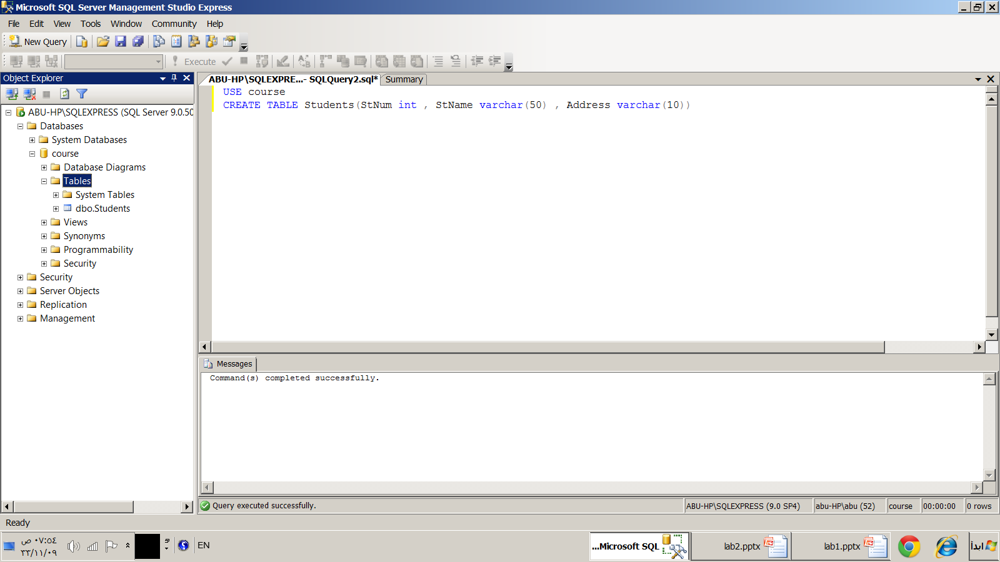 Microsoft SQL Server Management Studio Express
File Edit View Tools Window Community Help
New Query
Execute
Object Explorer
ABU-HP\SQLEXPRESS (SQL Server 9.0.50
Databases
System Databases
course
Database Diagrams
Tables
System Tables
dbo.Students
Views
Synonyms
Programmability
Security
Security
Server Objects
Replication
Management
ABU-HP\SQLEXPRE...- SQLQuery2.sql* Summary
USE course
CREATE TABLE Students(StNum int , StName varchar(50) , Address varchar(10))
Messages
Command(s) completed successfully.
Query executed successfully. ABU-HP\SQLEXPRESS (9.0 SP4) abu-HP\abu (52) course 00:00:00 0 rows
Ready
٠٧:٥٤ ص
٣٣/١١/٠٩
EN
...Microsoft SQL
lab2.pptx
lab1.pptx
ابدأ